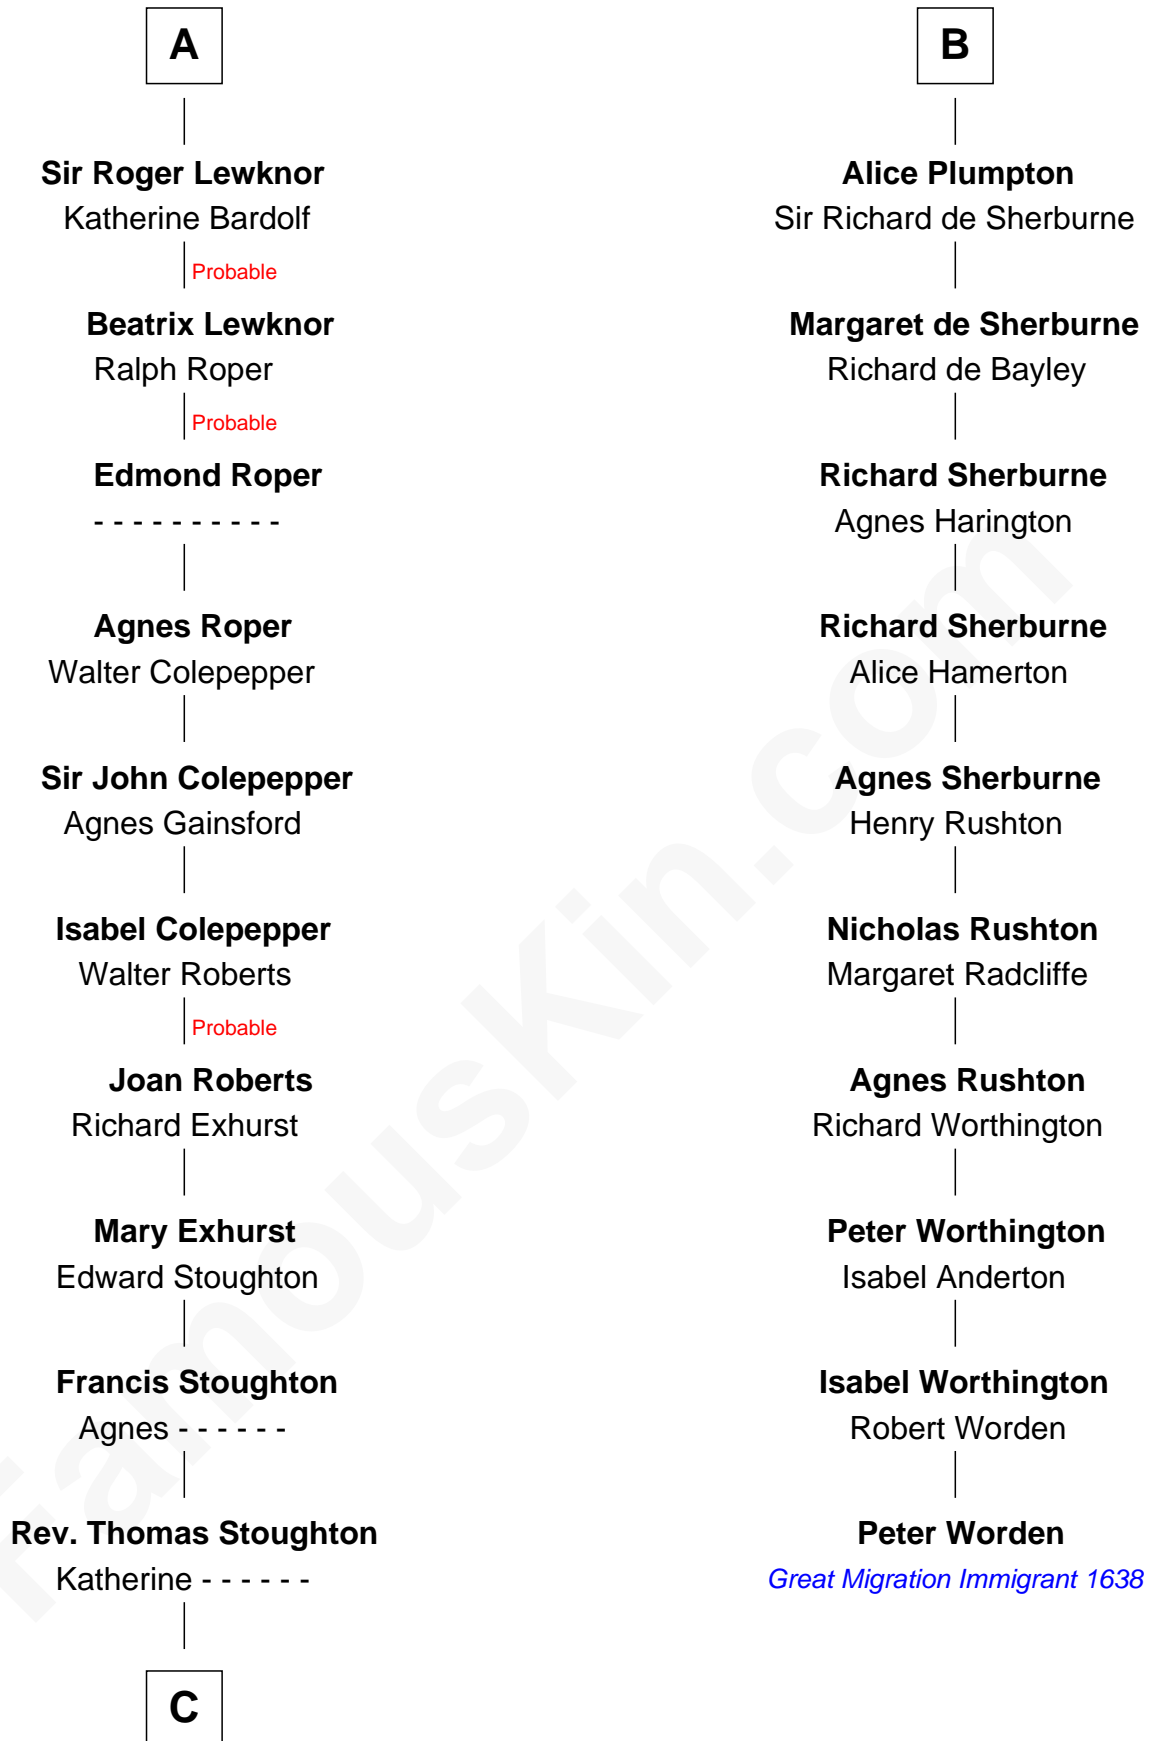 A
Sir Roger Lewknor
Katherine Bardolf
Probable
Beatrix Lewknor
Ralph Roper
Probable
Edmond Roper
- - - - - - - - - -
Agnes Roper
Walter Colepepper
Sir John Colepepper
Agnes Gainsford
Isabel Colepepper
Walter Roberts
Probable
Joan Roberts
Richard Exhurst
Mary Exhurst
Edward Stoughton
Francis Stoughton
Agnes - - - - - -
Rev. Thomas Stoughton
Katherine - - - - - -
C
B
Alice Plumpton
Sir Richard de Sherburne
Margaret de Sherburne
Richard de Bayley
Richard Sherburne
Agnes Harington
Richard Sherburne
Alice Hamerton
Agnes Sherburne
Henry Rushton
Nicholas Rushton
Margaret Radcliffe
Agnes Rushton
Richard Worthington
Peter Worthington
Isabel Anderton
Isabel Worthington
Robert Worden
Peter Worden
Great Migration Immigrant 1638
FamousKin.com